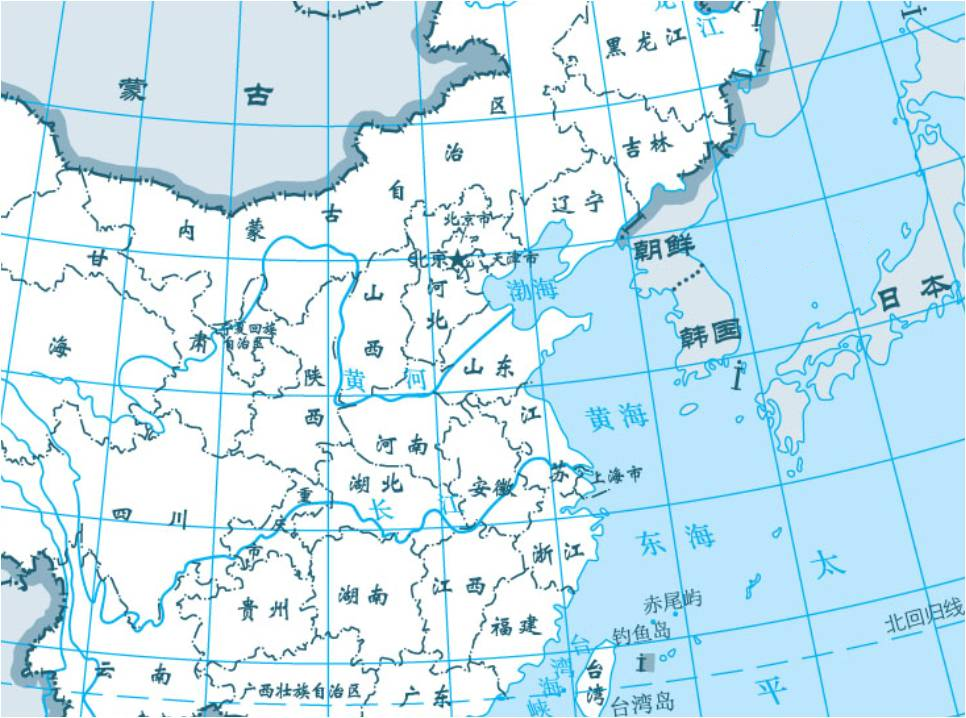 龙
江
黑龙江
蒙古
区
治
吉林
自
辽宁
古
北京市
内
蒙
朝鲜
甘
北京
天津市
山
河
渤海
日本
宁夏回族
自治区
北
韩国
海
肃
西
山东
陕
黄河
西
江
黄海
河南
苏
上海市
湖北
安徽
重
长江
四川
庆
东海
市
浙江
太
江西
湖南
赤尾屿
贵州
北回归线
福建
钓鱼岛
台
湾
海
峡
云南
台
湾
广西壮族自治区
广东
台湾岛
平